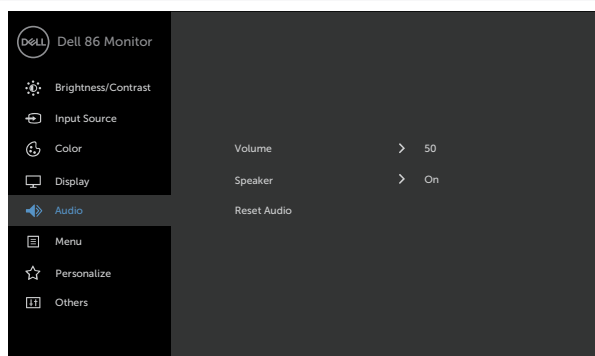 DELL Dell 86 Monitor
Brightness/Contrast
Input Source
Color
Volume 50
Display
Speaker On
Audio
Reset Audio
Menu
Personalize
Others